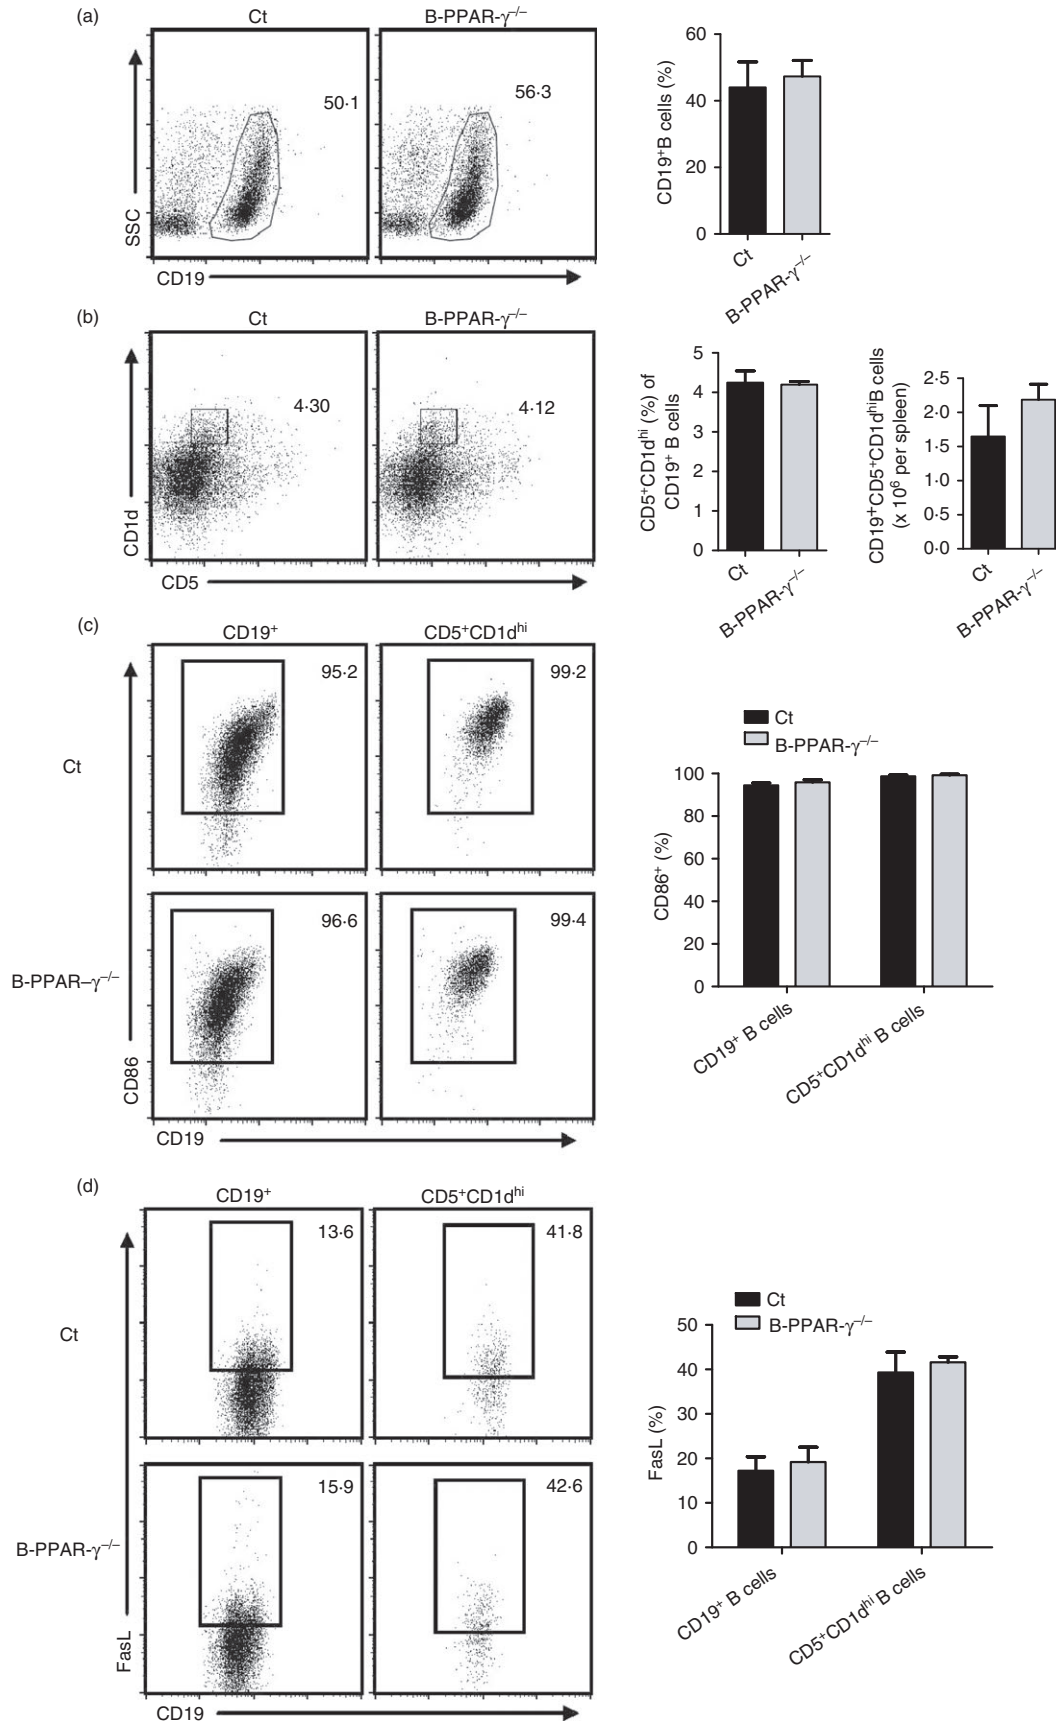 (a)
Ct
B-PPAR-γ−/−
50·1
56·3
SSC
CD19
60
40
20
0
CD19+B cells (%)
Ct
B-PPAR-γ−/−
(b)
Ct
B-PPAR-γ−/−
4·30
4·12
CD1d
CD5
5
4
3
2
1
0
CD5+CD1dhi (%) of
CD19+ B cells
Ct
B-PPAR-γ−/−
2·5
2·0
1·5
1·0
0·5
0·0
CD19+CD5+CD1dhiB cells
(x 106 per spleen)
Ct
B-PPAR-γ−/−
(c)
CD19+
CD5+CD1dhi
95·2
99·2
Ct
96·6
99·4
B-PPAR–γ−/−
CD86
CD19
Ct
B-PPAR-γ−/−
100
80
60
40
20
0
CD86+ (%)
CD19+ B cells
CD5+CD1dhi B cells
(d)
CD19+
CD5+CD1dhi
13·6
41·8
Ct
15·9
42·6
B-PPAR-γ−/−
FasL
CD19
Ct
B-PPAR-γ−/−
50
40
30
20
10
0
FasL (%)
CD19+ B cells
CD5+CD1dhi B cells